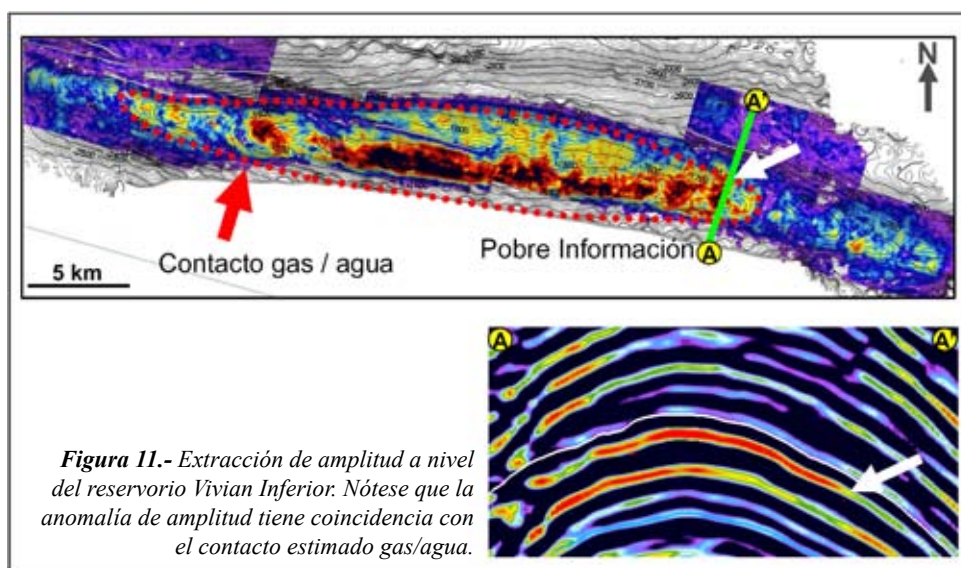 N
A'
Pobre Información
A
Contacto gas / agua
5 km
A
A'
Figura 11.- Extracción de amplitud a nivel
del reservorio Vivian Inferior. Nótese que la
anomalía de amplitud tiene coincidencia con
el contacto estimado gas/agua.